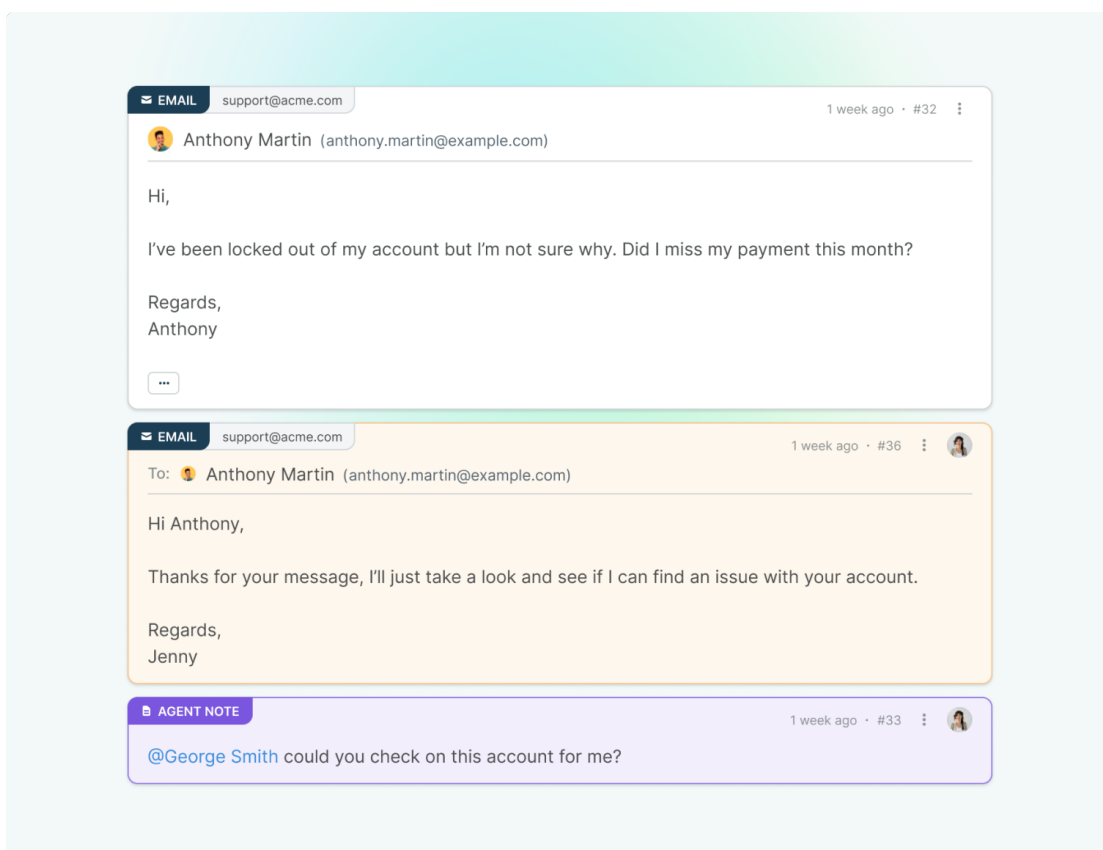 EMAIL support@acme.com
1 week ago · #32
Anthony Martin (anthony.martin@example.com)
Hi,
I’ve been locked out of my account but I’m not sure why. Did I miss my payment this month?
Regards,
Anthony
EMAIL support@acme.com
1 week ago · #36
To: Anthony Martin (anthony.martin@example.com)
Hi Anthony,
Thanks for your message, I’ll just take a look and see if I can find an issue with your account.
Regards,
Jenny
AGENT NOTE
1 week ago · #33
@George Smith could you check on this account for me?